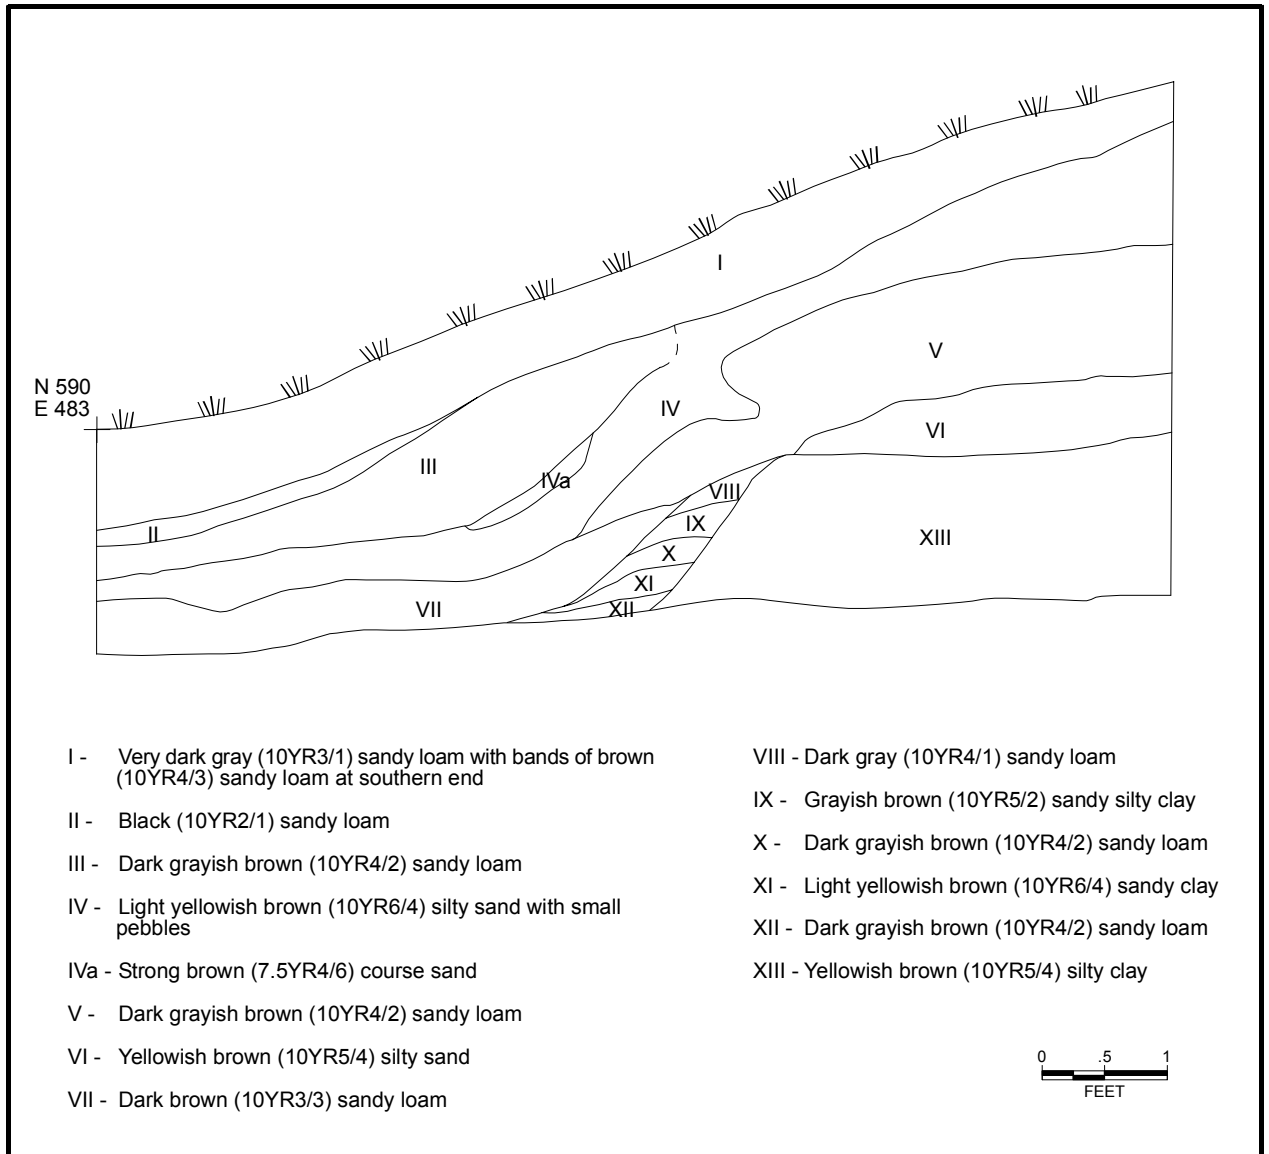 I
V
N 590
E 483
IV
VI
III
IVa
VIII
IX
II
XIII
X
XI
VII
XII
I - Very dark gray (10YR3/1) sandy loam with bands of brown
(10YR4/3) sandy loam at southern end
II - Black (10YR2/1) sandy loam
III - Dark grayish brown (10YR4/2) sandy loam
IV - Light yellowish brown (10YR6/4) silty sand with small
pebbles
IVa - Strong brown (7.5YR4/6) course sand
V - Dark grayish brown (10YR4/2) sandy loam
VI - Yellowish brown (10YR5/4) silty sand
VII - Dark brown (10YR3/3) sandy loam
VIII - Dark gray (10YR4/1) sandy loam
IX - Grayish brown (10YR5/2) sandy silty clay
X - Dark grayish brown (10YR4/2) sandy loam
XI - Light yellowish brown (10YR6/4) sandy clay
XII - Dark grayish brown (10YR4/2) sandy loam
XIII - Yellowish brown (10YR5/4) silty clay
0 .5 1
FEET